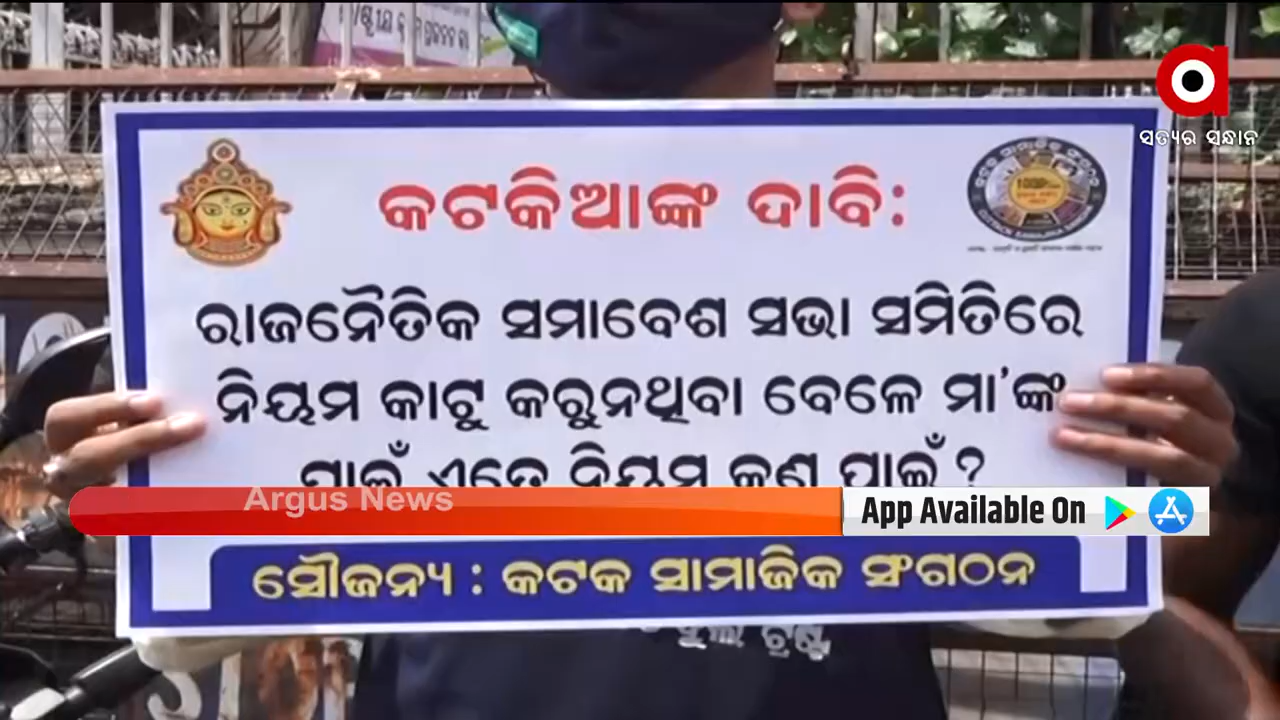 ସତ୍ୟର ସନ୍ଧାନ
କଟକିଆଙ୍କ ଦାବି:
ରାଜନୈତିକ ସମାବେଶ ସଭା ସମିତିରେ
ନିୟମ କାଟୁ କରୁନଥିବା ବେଳେ ମା'ଙ୍କ
ପାଇଁ ଏତେ ନିୟମ କଣ ପାଇଁ ?
Argus News
App Available On
ସୌଜନ୍ୟ : କଟକ ସାମାଜିକ ସଂଗଠନ